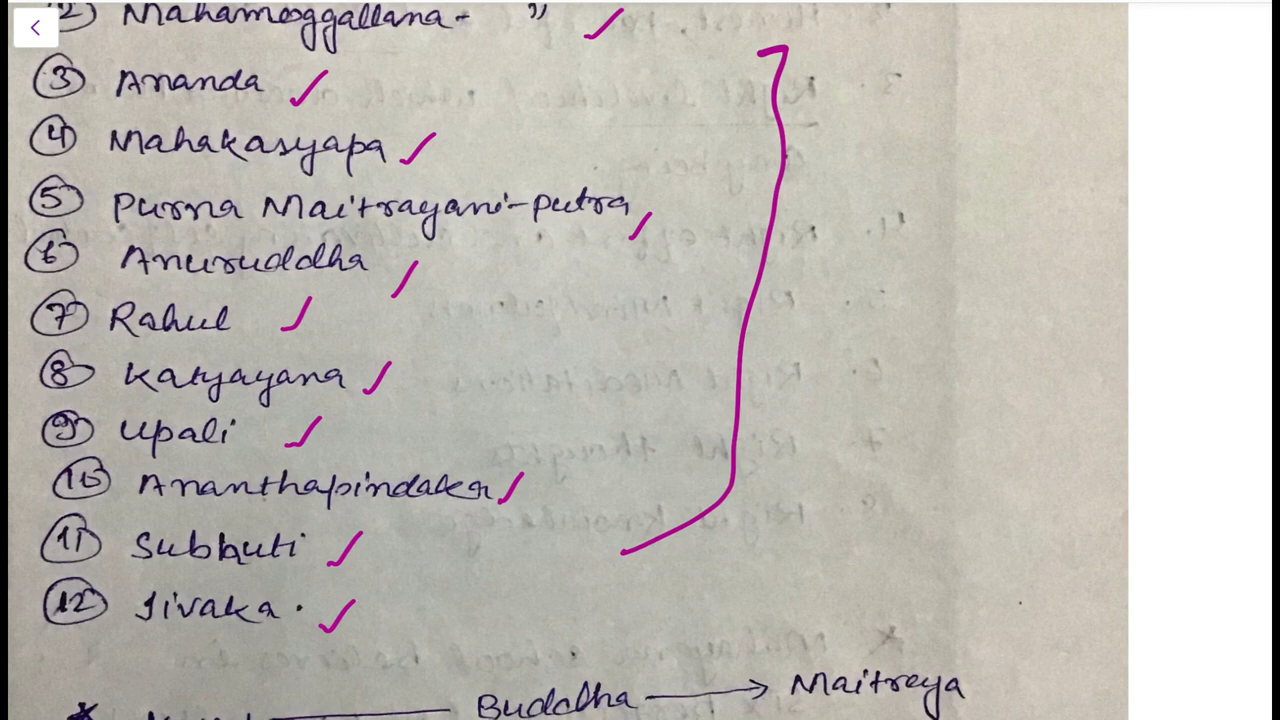 2) Mahamoggallana - "
3 Ananda
4 Mahakasyapa
5 Purna Maitrayani-putra
6 Anuruddha
7 Rahul
8 Katyayana
9 Upali
10 Ananthapindaka
11 Subhuti
12 Jivaka.
* Buddha → Maitreya